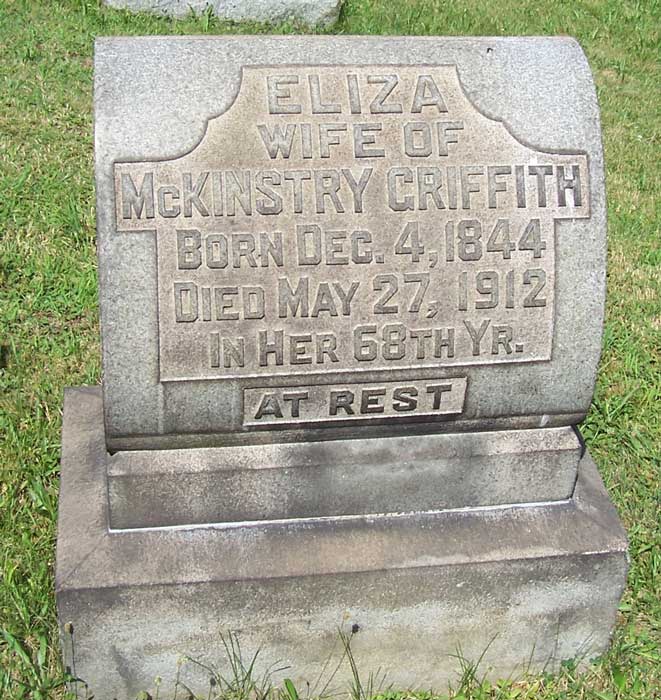 ELIZA
WIFE OF
McKINSTRY GRIFFITH
BORN DEC. 4, 1844
DIED MAY 27, 1912
IN HER 68TH YR.
AT REST